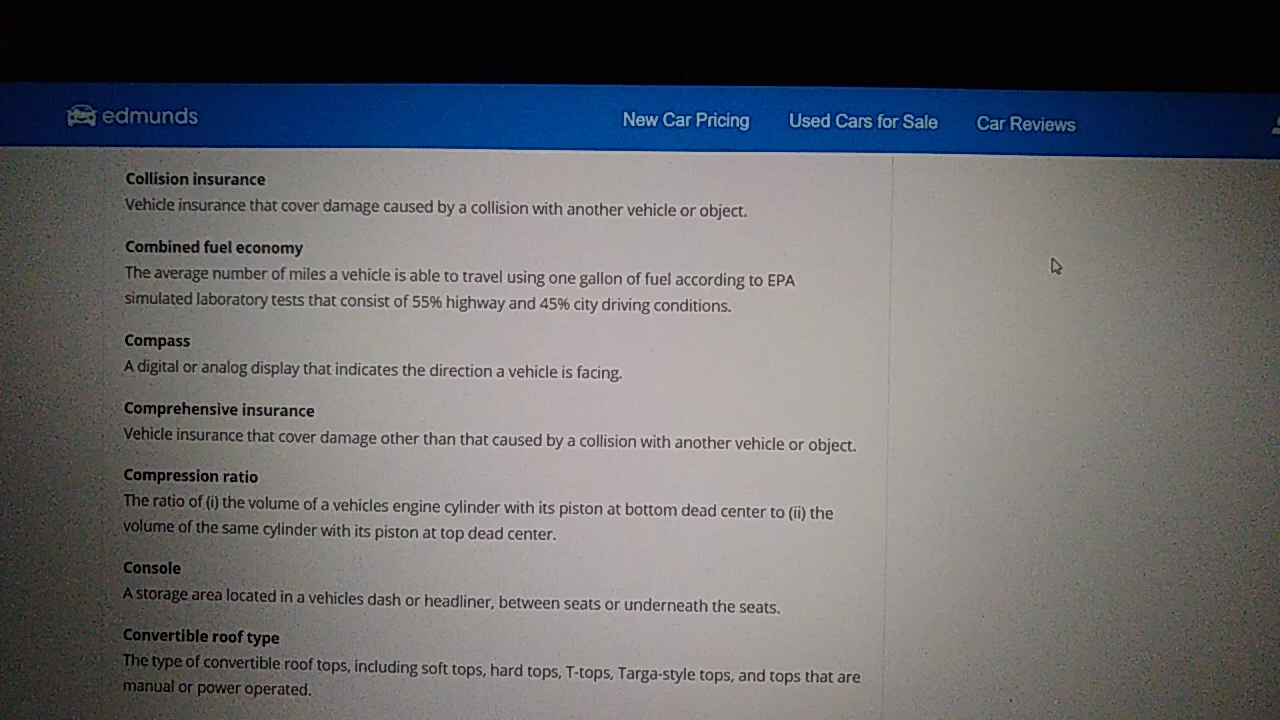 edmunds
New Car Pricing Used Cars for Sale Car Reviews
Collision insurance
Vehicle insurance that cover damage caused by a collision with another vehicle or object.
Combined fuel economy
The average number of miles a vehicle is able to travel using one gallon of fuel according to EPA
simulated laboratory tests that consist of 55% highway and 45% city driving conditions.
Compass
A digital or analog display that indicates the direction a vehicle is facing.
Comprehensive insurance
Vehicle insurance that cover damage other than that caused by a collision with another vehicle or object.
Compression ratio
The ratio of (i) the volume of a vehicles engine cylinder with its piston at bottom dead center to (ii) the
volume of the same cylinder with its piston at top dead center.
Console
A storage area located in a vehicles dash or headliner, between seats or underneath the seats.
Convertible roof type
The type of convertible roof tops, including soft tops, hard tops, T-tops, Targa-style tops, and tops that are
manual or power operated.